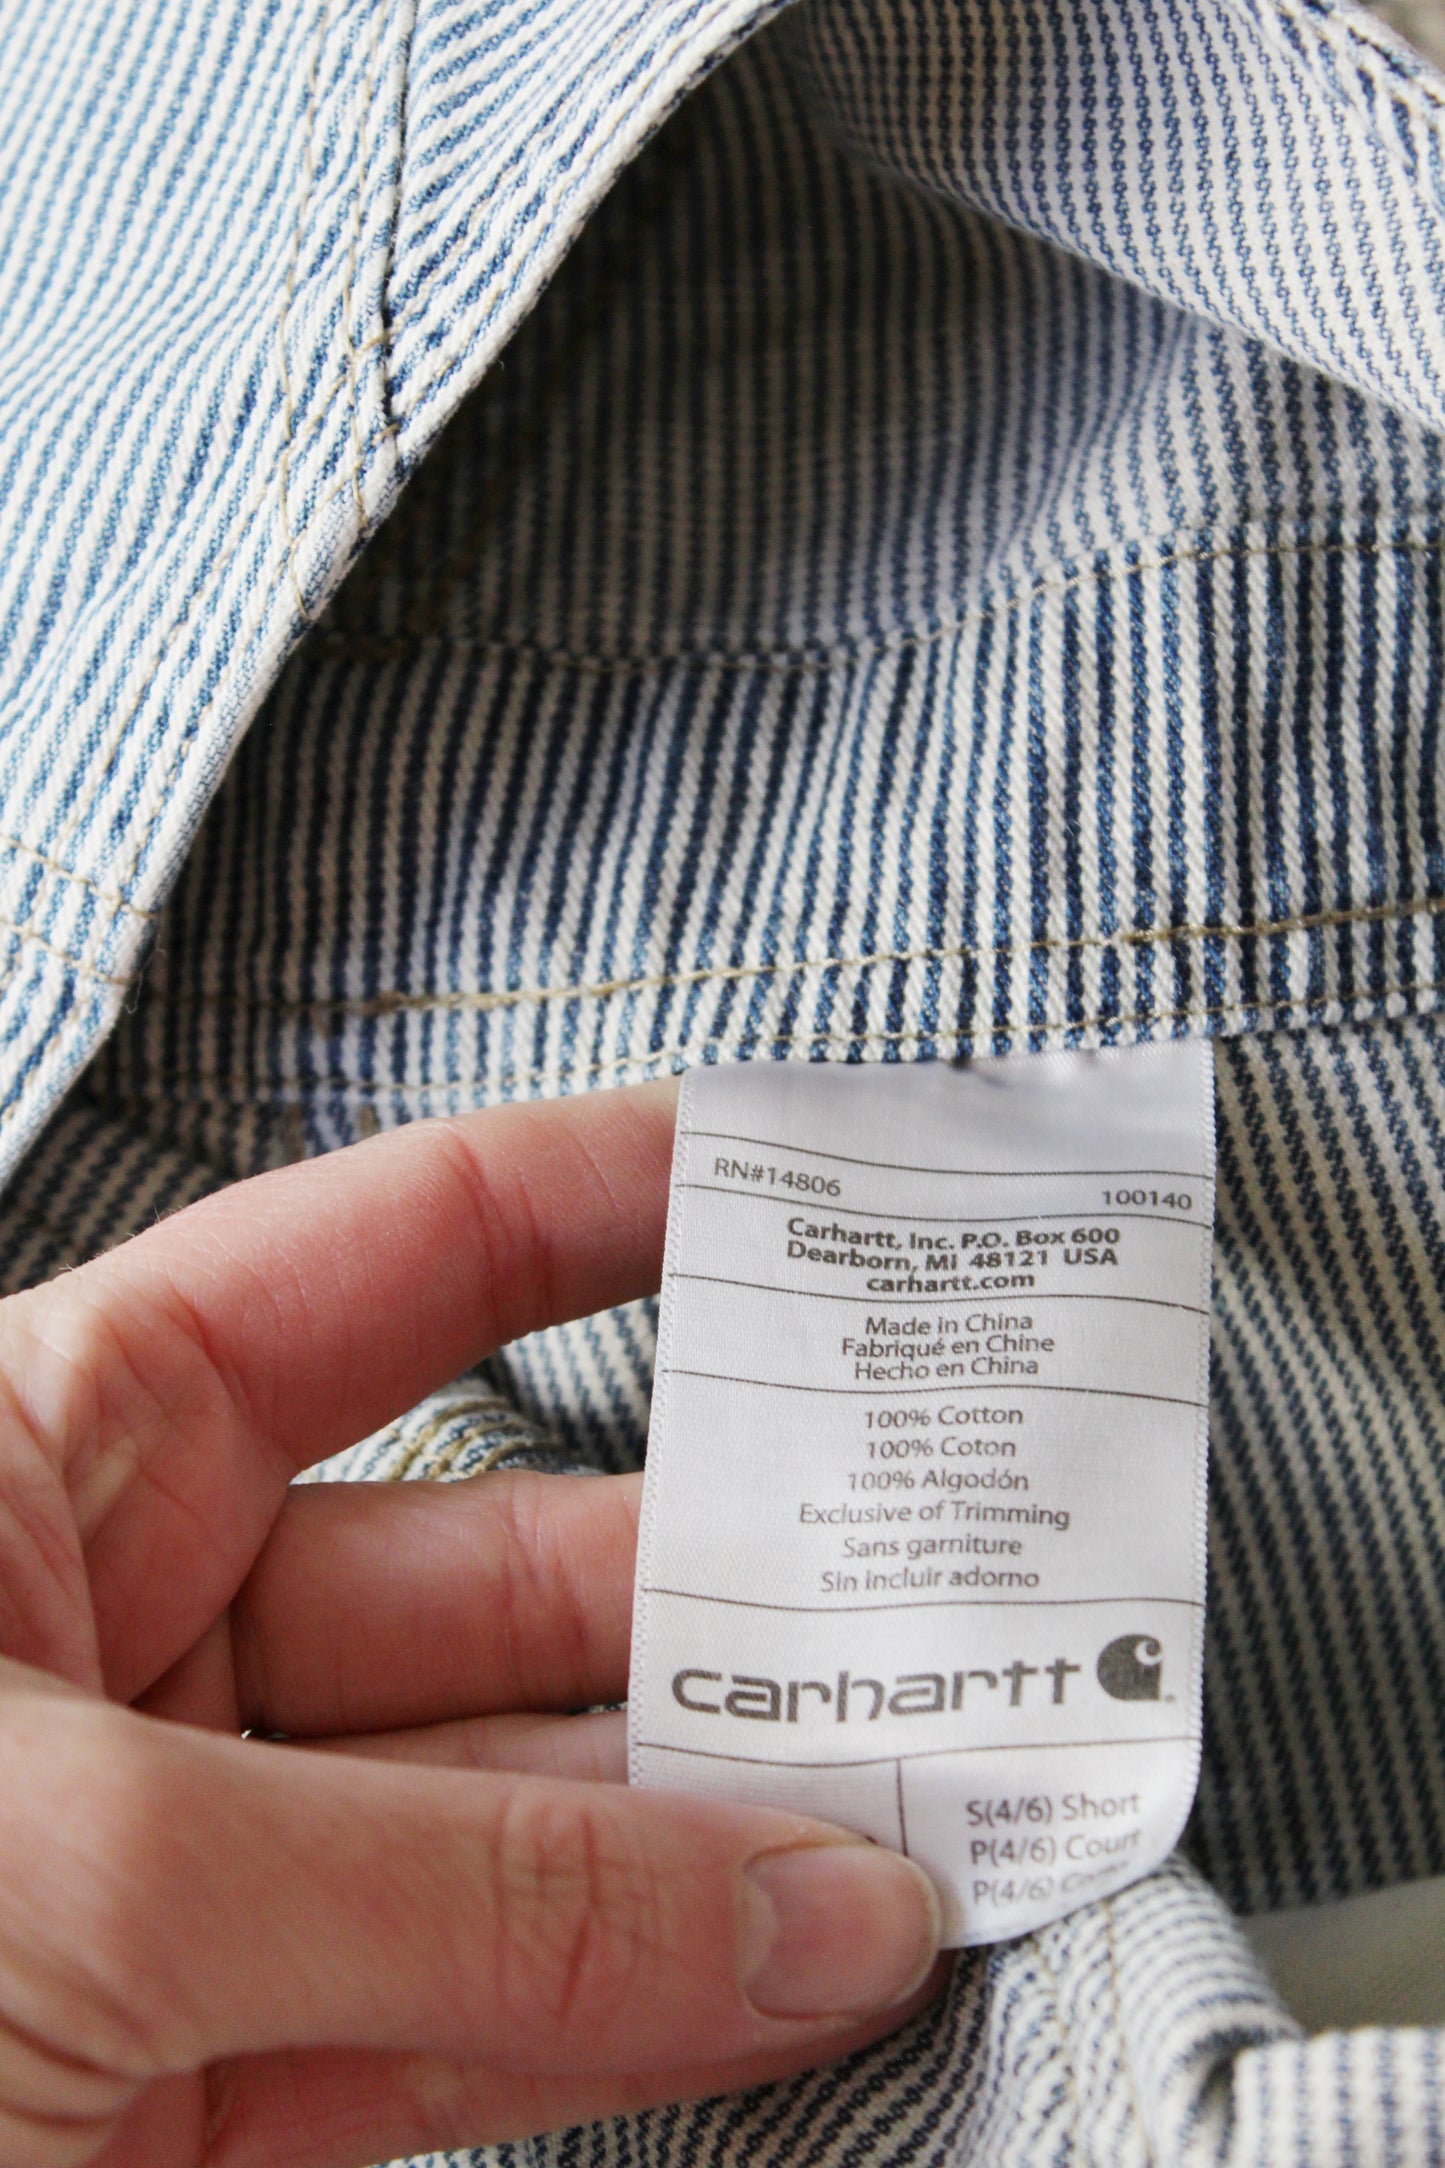 RN#14806
100140
Carhartt, Inc. P.O. Box 600
Dearborn, MI 48121 USA
carhartt.com
Made in China
Fabriqué en Chine
Hecho en China
100% Cotton
100% Coton
100% Algodón
Exclusive of Trimming
Sans garniture
Sin incluir adorno
carhartt
S(4/6) Short
P(4/6) Court
P(4/6)